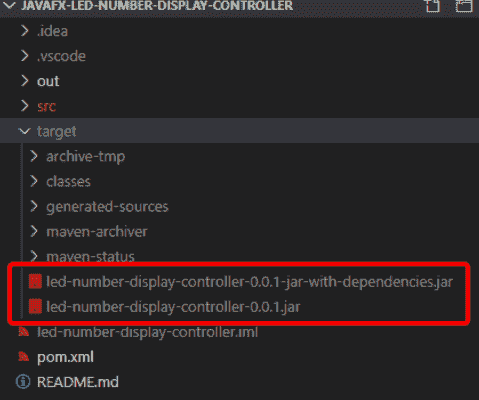 JAVAFX-LED-NUMBER-DISPLAY-CONTROLLER
.idea
.vscode
out
src
target
archive-tmp
classes
generated-sources
maven-archiver
maven-status
led-number-display-controller-0.0.1-jar-with-dependencies.jar
led-number-display-controller-0.0.1.jar
led-number-display-controller.iml
pom.xml
README.md